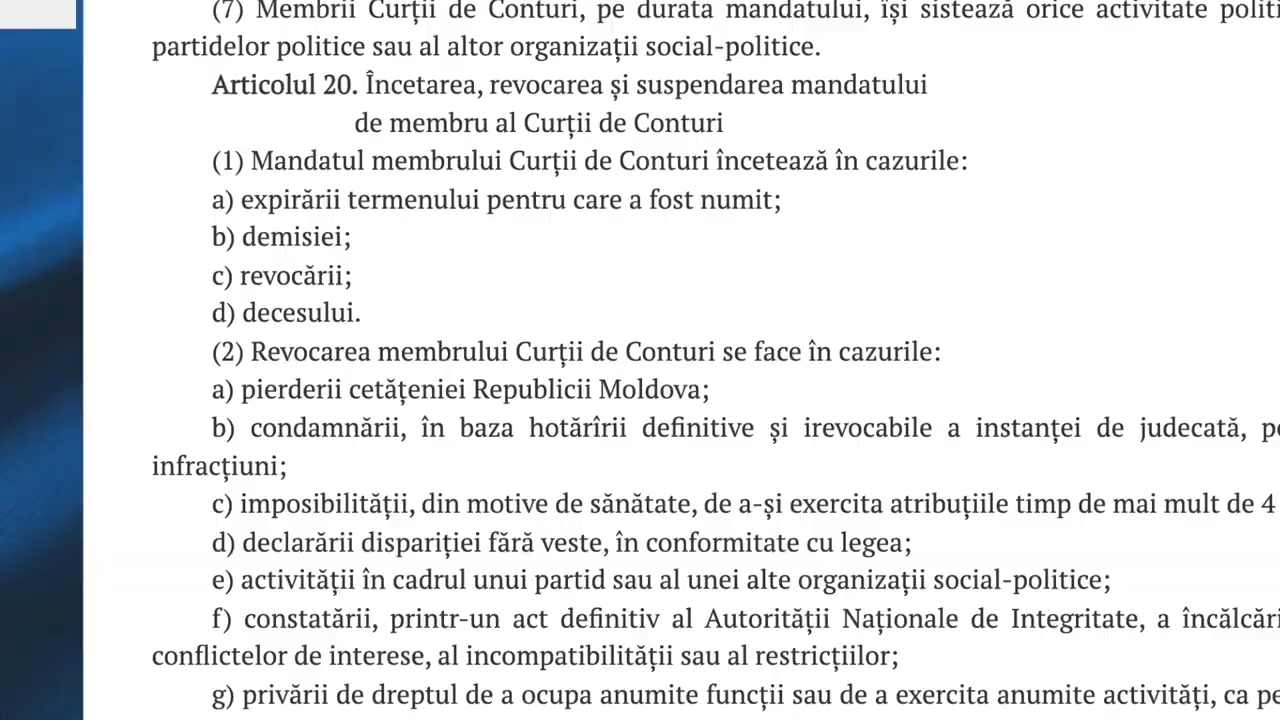 (7) Membrii Curții de Conturi, pe durata mandatului, își sistează orice activitate
partidelor politice sau al altor organizații social-politice.
Articolul 20. Încetarea, revocarea și suspendarea mandatului
de membru al Curții de Conturi
(1) Mandatul membrului Curții de Conturi încetează în cazurile:
a) expirării termenului pentru care a fost numit;
b) demisiei;
c) revocării;
d) decesului.
(2) Revocarea membrului Curții de Conturi se face în cazurile:
a) pierderii cetățeniei Republicii Moldova;
b) condamnării, în baza hotărîrii definitive și irevocabile a instanței de judecată,
infracțiuni;
c) imposibilității, din motive de sănătate, de a-și exercita atribuțiile timp de mai mult de 4
d) declarării dispariției fără veste, în conformitate cu legea;
e) activității în cadrul unui partid sau al unei alte organizații social-politice;
f) constatării, printr-un act definitiv al Autorității Naționale de Integritate, a
conflictelor de interese, al incompatibilității sau al restricțiilor;
g) privării de dreptul de a ocupa anumite funcții sau de a exercita anumite activități, ca